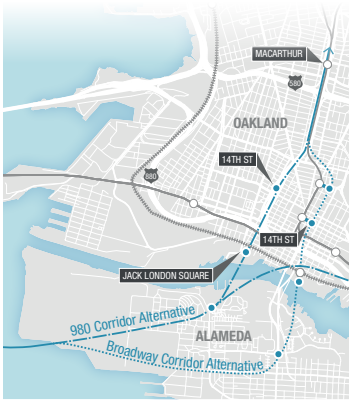 MACARTHUR
580
OAKLAND
14TH ST
880
14TH ST
JACK LONDON SQUARE
980 Corridor Alternative
ALAMEDA
Broadway Corridor Alternative